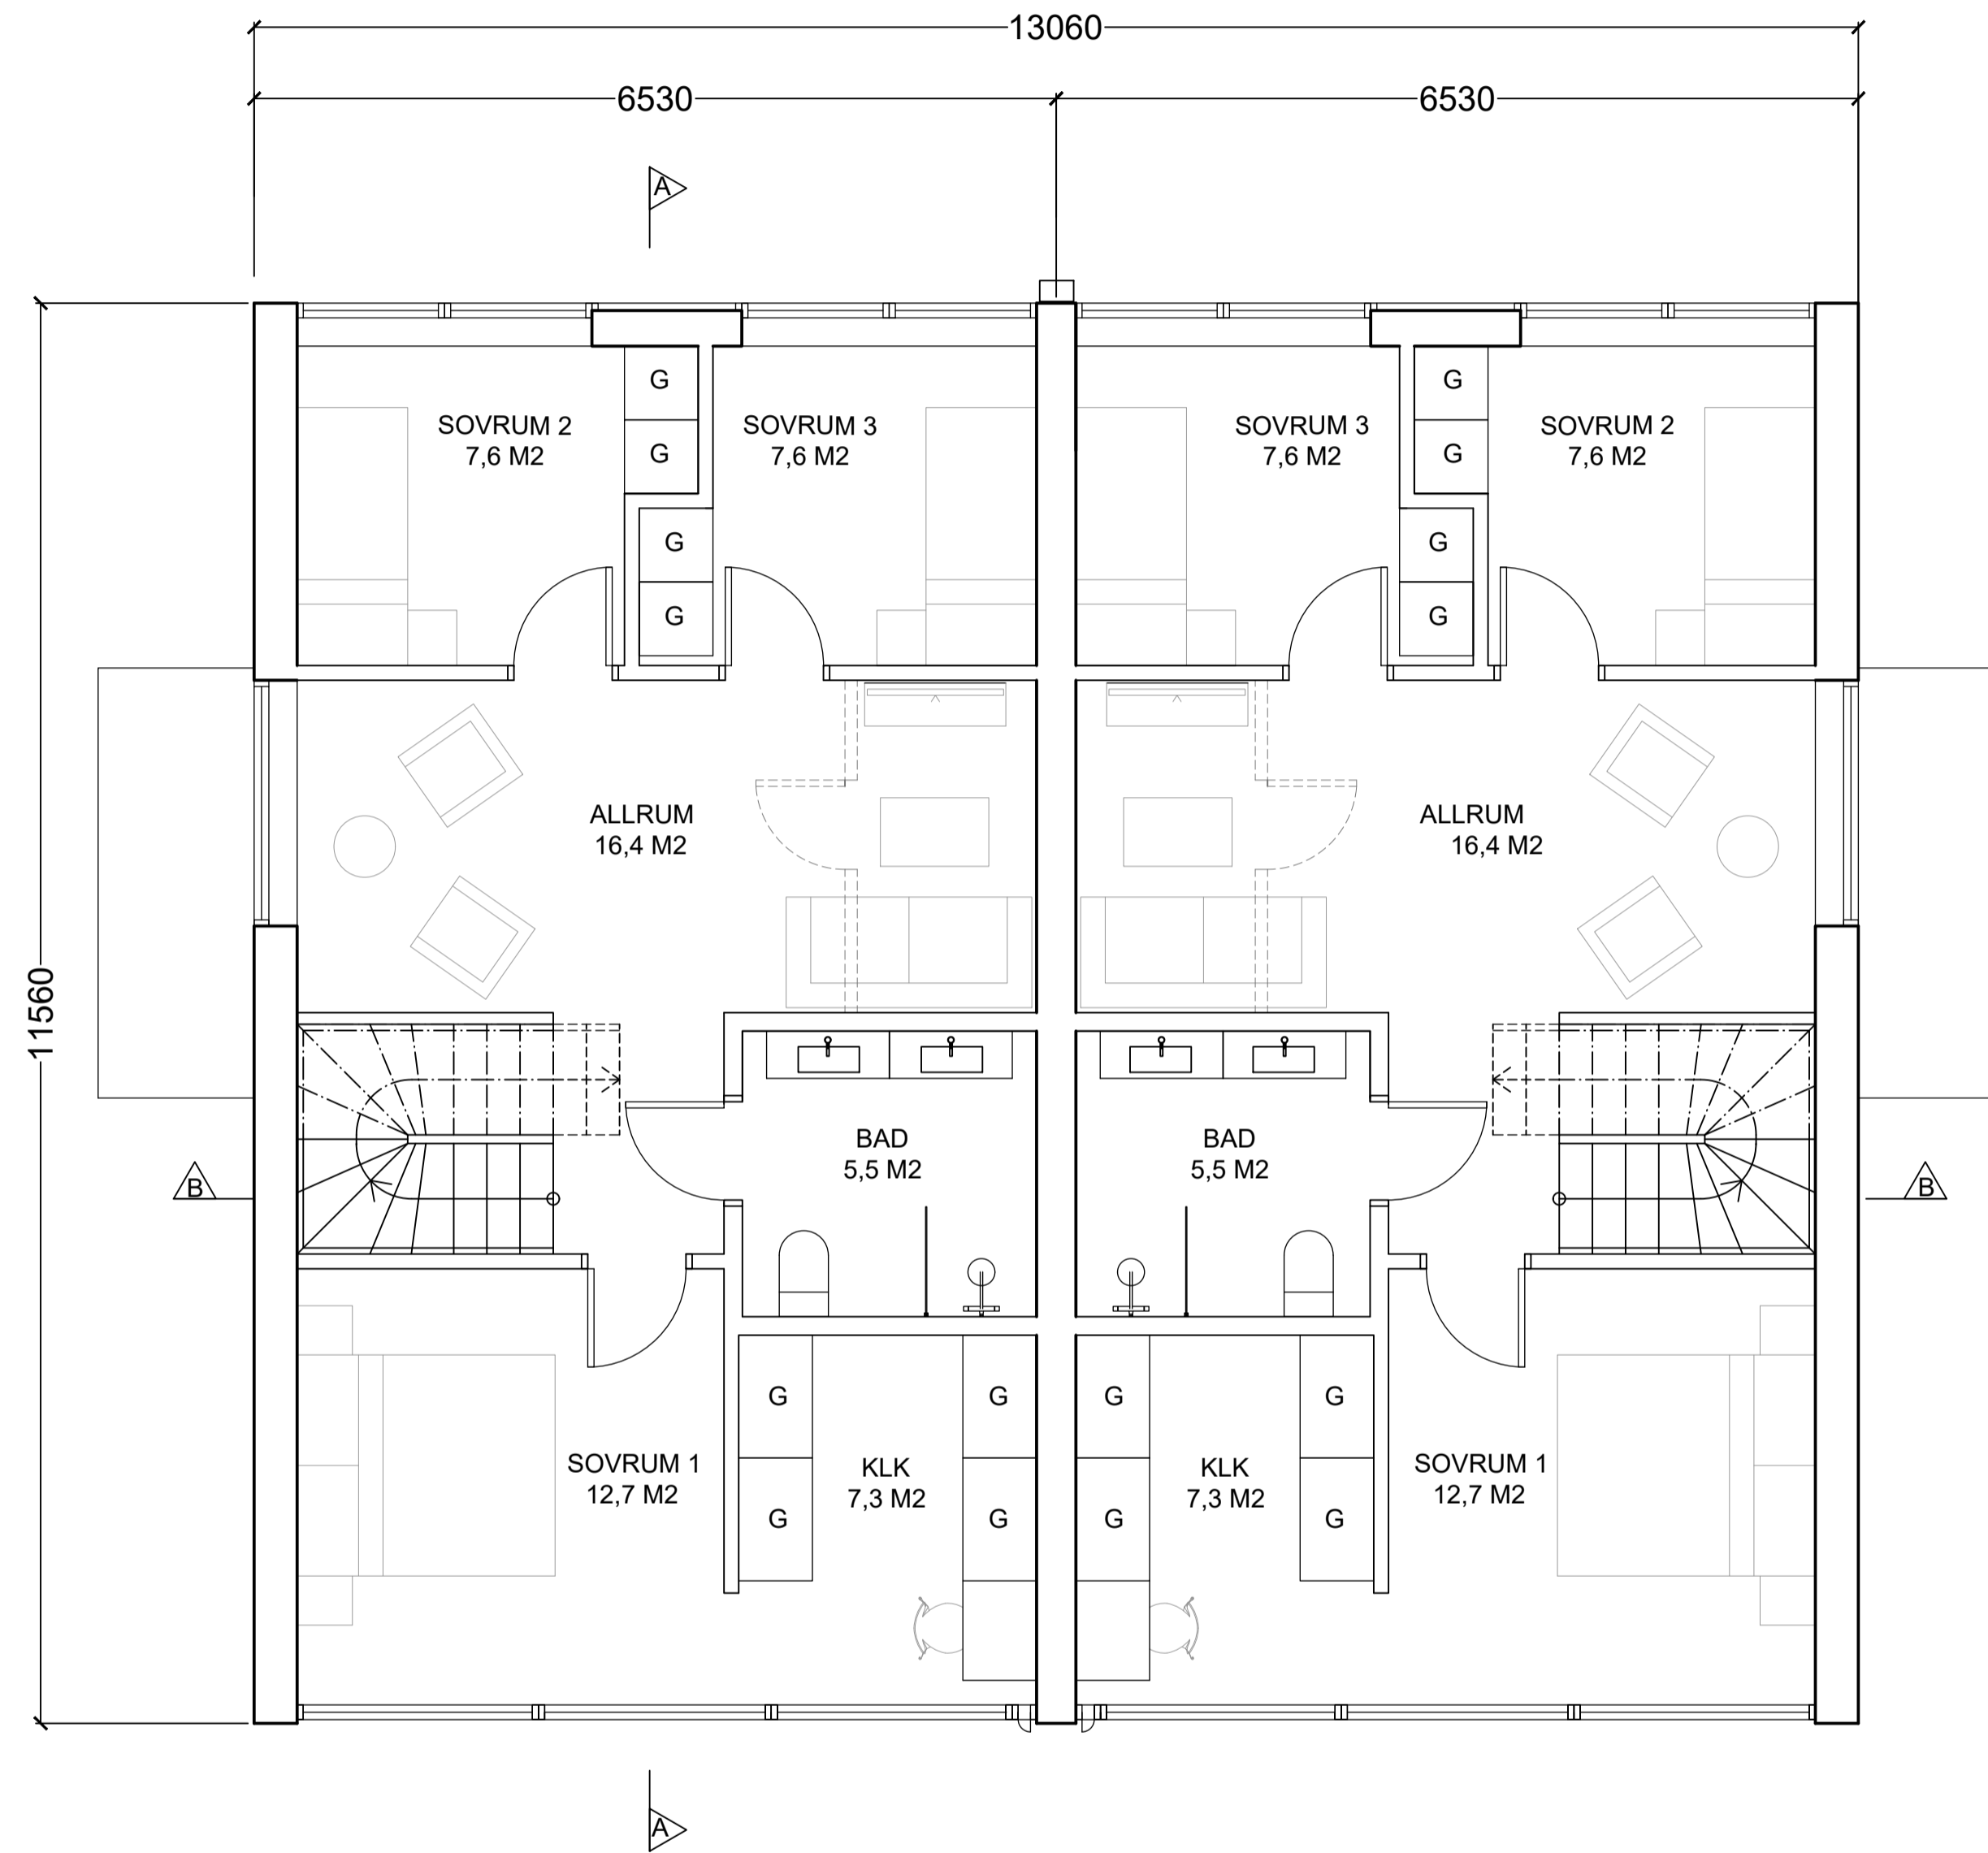 13060
6530
6530
A
G
G
SOVRUM 2
7,6 M2
SOVRUM 3
7,6 M2
SOVRUM 3
7,6 M2
SOVRUM 2
7,6 M2
G
G
G
G
G
G
ALLRUM
16,4 M2
ALLRUM
16,4 M2
11560
BAD
5,5 M2
BAD
5,5 M2
B
B
G
G
G
G
SOVRUM 1
12,7 M2
KLK
7,3 M2
KLK
7,3 M2
SOVRUM 1
12,7 M2
G
G
G
G
A